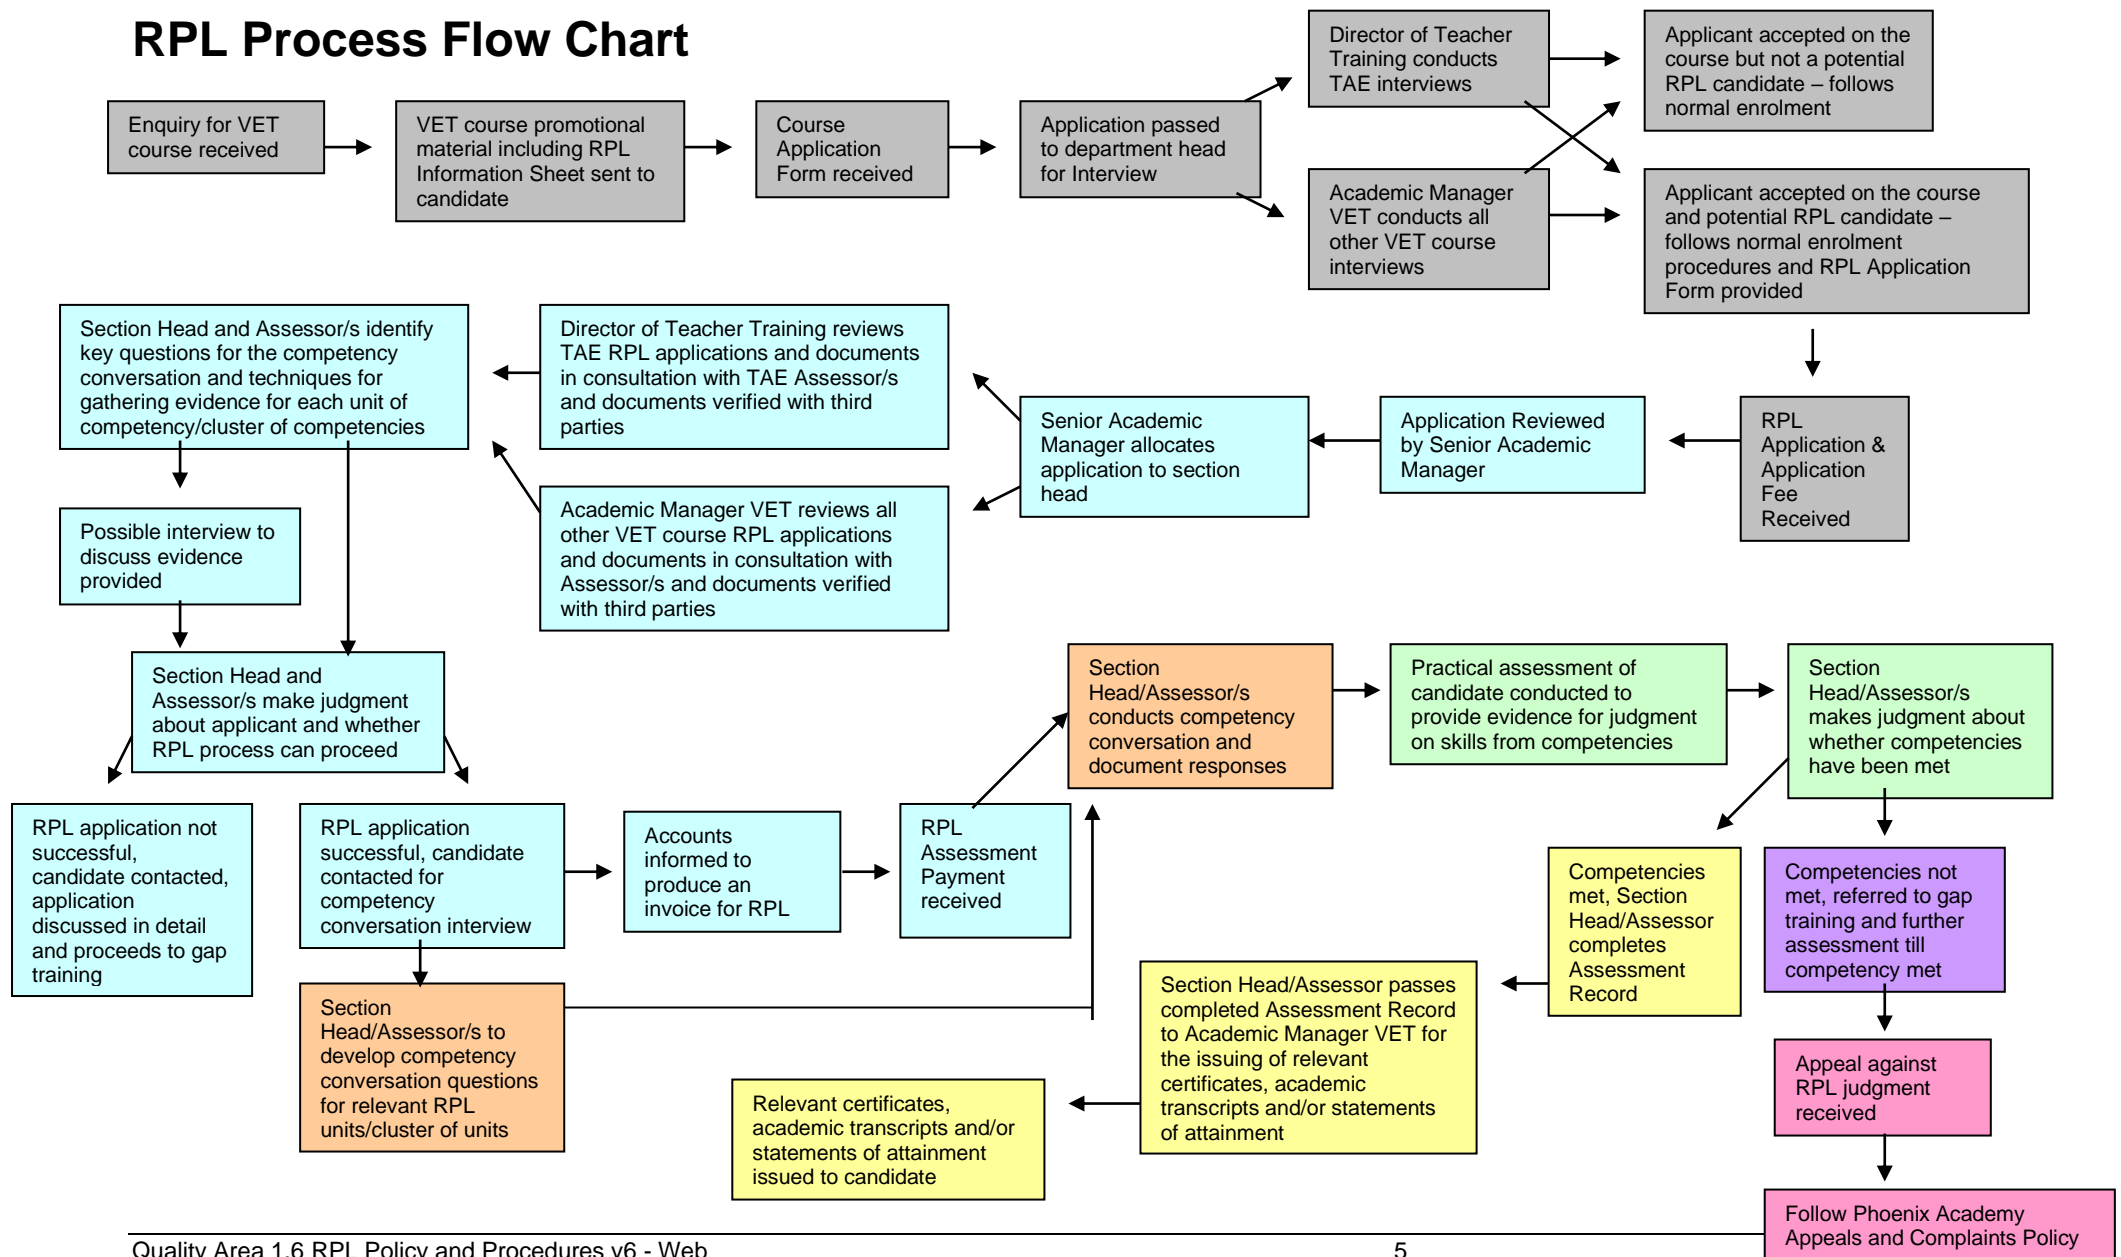 RPL Process Flow Chart
Enquiry for VET
course received
VET course promotional
material including RPL
Information Sheet sent to
candidate
Course
Application
Form received
Application passed
to department head
for Interview
Director of Teacher
Training conducts
TAE interviews
Applicant accepted on the
course but not a potential
RPL candidate – follows
normal enrolment
Academic Manager
VET conducts all
other VET course
interviews
Applicant accepted on the course
and potential RPL candidate –
follows normal enrolment
procedures and RPL Application
Form provided
RPL
Application &
Application
Fee
Received
Application Reviewed
by Senior Academic
Manager
Senior Academic
Manager allocates
application to section
head
Director of Teacher Training reviews
TAE RPL applications and documents
in consultation with TAE Assessor/s
and documents verified with third
parties
Academic Manager VET reviews all
other VET course RPL applications
and documents in consultation with
Assessor/s and documents verified
with third parties
Section Head and Assessor/s identify
key questions for the competency
conversation and techniques for
gathering evidence for each unit of
competency/cluster of competencies
Possible interview to
discuss evidence
provided
Section Head and
Assessor/s make judgment
about applicant and whether
RPL process can proceed
RPL application not
successful,
candidate contacted,
application
discussed in detail
and proceeds to gap
training
RPL application
successful, candidate
contacted for
competency
conversation interview
Accounts
informed to
produce an
invoice for RPL
RPL
Assessment
Payment
received
Section
Head/Assessor/s to
develop competency
conversation questions
for relevant RPL
units/cluster of units
Section
Head/Assessor/s
conducts competency
conversation and
document responses
Practical assessment of
candidate conducted to
provide evidence for judgment
on skills from competencies
Section
Head/Assessor/s
makes judgment about
whether competencies
have been met
Competencies
met, Section
Head/Assessor
completes
Assessment
Record
Competencies not
met, referred to gap
training and further
assessment till
competency met
Section Head/Assessor passes
completed Assessment Record
to Academic Manager VET for
the issuing of relevant
certificates, academic
transcripts and/or statements
of attainment
Relevant certificates,
academic transcripts and/or
statements of attainment
issued to candidate
Appeal against
RPL judgment
received
Follow Phoenix Academy
Appeals and Complaints Policy
Quality Area 1.6 RPL Policy and Procedures v6 - Web
5